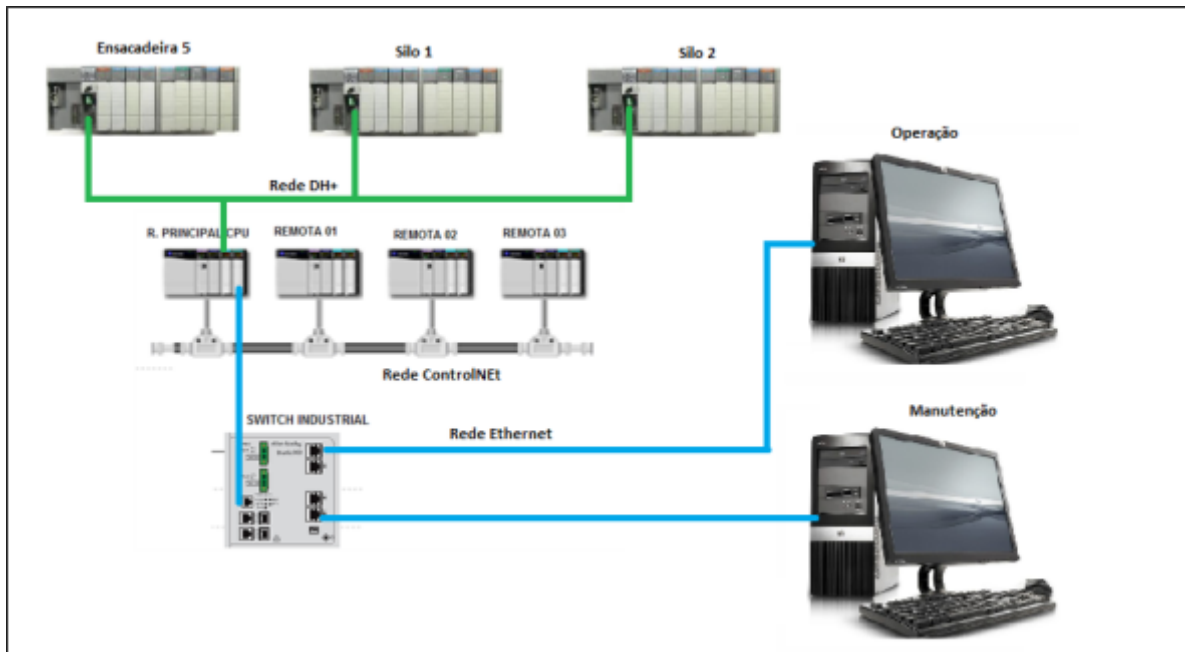 Ensacadeira 5
Silo 1
Silo 2
Operação
Rede DH+
R. PRINCIPAL CPU
REMOTA 01
REMOTA 02
REMOTA 03
Rede ControlNEt
Manutenção
SWITCH INDUSTRIAL
Rede Ethernet